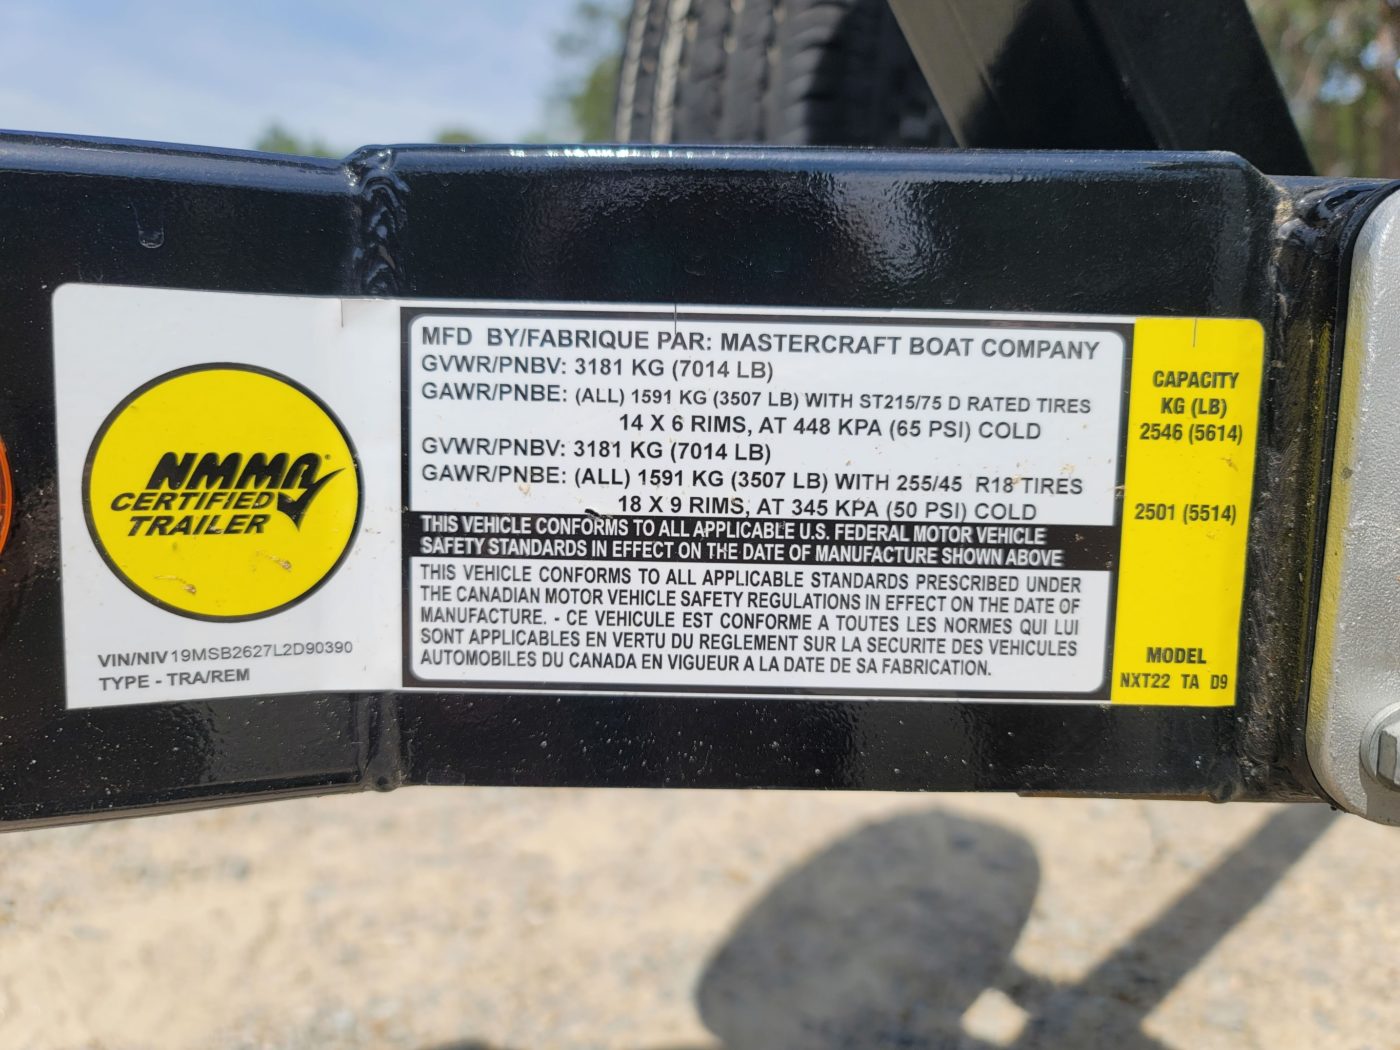 NMMA®
CERTIFIED
TRAILER
VIN/NIV 19MSB2627L2D90390
TYPE - TRA/REM
MFD BY/FABRIQUE PAR: MASTERCRAFT BOAT COMPANY
GVWR/PNBV: 3181 KG (7014 LB)
GAWR/PNBE: (ALL) 1591 KG (3507 LB) WITH ST215/75 D RATED TIRES
14 X 6 RIMS, AT 448 KPA (65 PSI) COLD
GVWR/PNBV: 3181 KG (7014 LB)
GAWR/PNBE: (ALL) 1591 KG (3507 LB) WITH 255/45 R18 TIRES
18 X 9 RIMS, AT 345 KPA (50 PSI) COLD
THIS VEHICLE CONFORMS TO ALL APPLICABLE U.S. FEDERAL MOTOR VEHICLE
SAFETY STANDARDS IN EFFECT ON THE DATE OF MANUFACTURE SHOWN ABOVE
THIS VEHICLE CONFORMS TO ALL APPLICABLE STANDARDS PRESCRIBED UNDER
THE CANADIAN MOTOR VEHICLE SAFETY REGULATIONS IN EFFECT ON THE DATE OF
MANUFACTURE. - CE VEHICULE EST CONFORME A TOUTES LES NORMES QUI LUI
SONT APPLICABLES EN VERTU DU REGLEMENT SUR LA SECURITE DES VEHICULES
AUTOMOBILES DU CANADA EN VIGUEUR A LA DATE DE SA FABRICATION.
CAPACITY
KG (LB)
2546 (5614)
2501 (5514)
MODEL
NXT22 TA D9